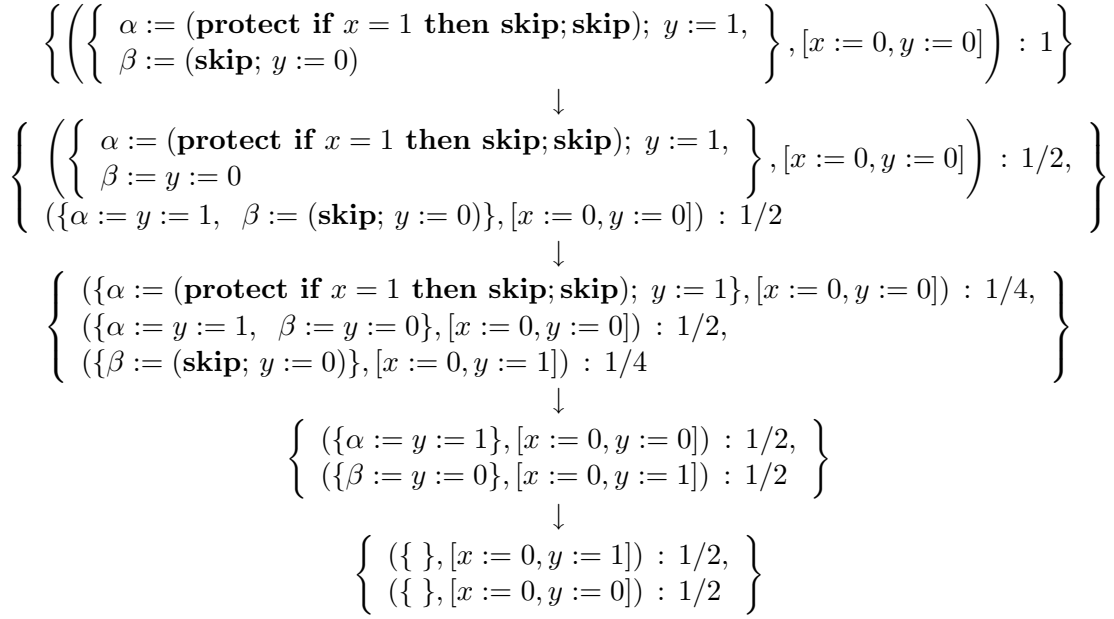 {({ α := (protect if x = 1 then skip; skip); y := 1,
β := (skip; y := 0) }, [x := 0, y := 0]) : 1}
↓
{ ({ α := (protect if x = 1 then skip; skip); y := 1,
β := y := 0 }, [x := 0, y := 0]) : 1/2,
({α := y := 1, β := (skip; y := 0)}, [x := 0, y := 0]) : 1/2 }
↓
{ ({α := (protect if x = 1 then skip; skip); y := 1}, [x := 0, y := 0]) : 1/4,
({α := y := 1, β := y := 0}, [x := 0, y := 0]) : 1/2,
({β := (skip; y := 0)}, [x := 0, y := 1]) : 1/4 }
↓
{ ({α := y := 1}, [x := 0, y := 0]) : 1/2,
({β := y := 0}, [x := 0, y := 1]) : 1/2 }
↓
{ ({ }, [x := 0, y := 1]) : 1/2,
({ }, [x := 0, y := 0]) : 1/2 }